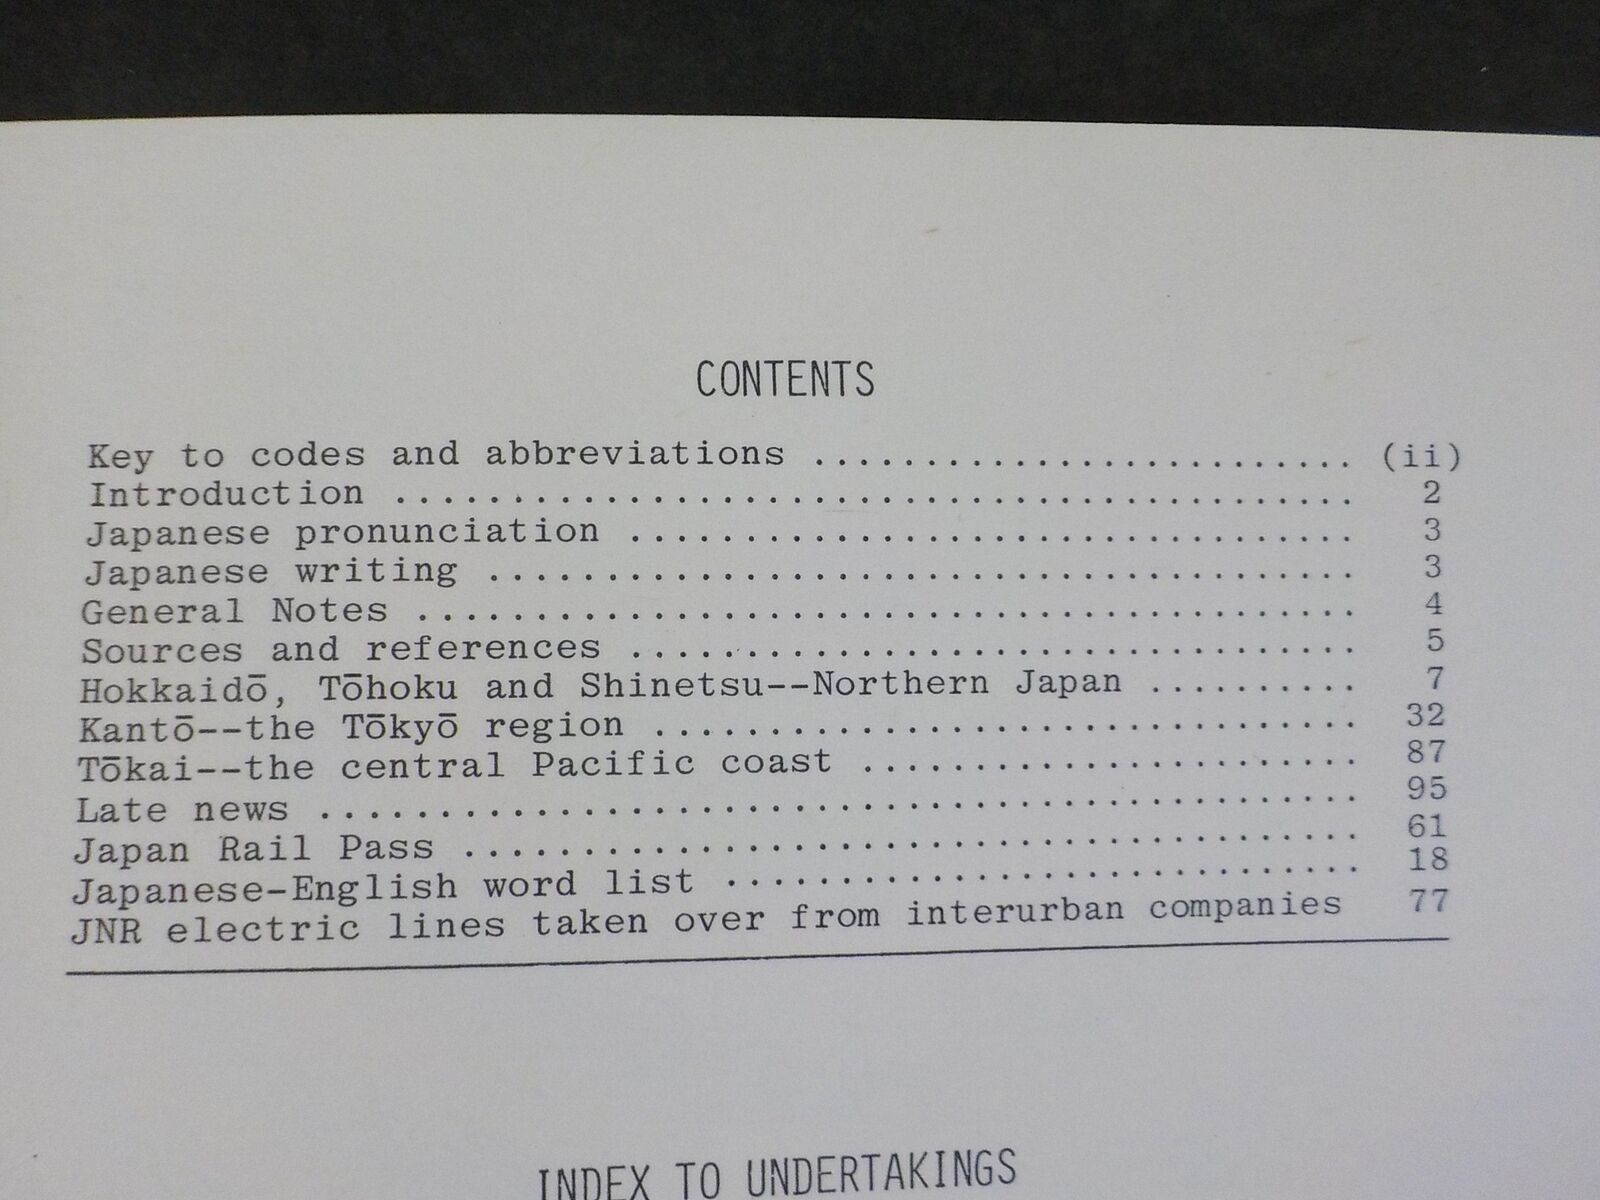 CONTENTS
Key to codes and abbreviations ........................ (ii)
Introduction ......................................... 2
Japanese pronunciation ............................... 3
Japanese writing ..................................... 3
General Notes ........................................ 4
Sources and references ............................... 5
Hokkaidō, Tōhoku and Shinetsu--Northern Japan .......... 7
Kantō--the Tōkyō region .............................. 32
Tōkai--the central Pacific coast ...................... 87
Late news ............................................ 95
Japan Rail Pass ...................................... 61
Japanese-English word list ........................... 18
JNR electric lines taken over from interurban companies 77
INDEX TO UNDERTAKINGS